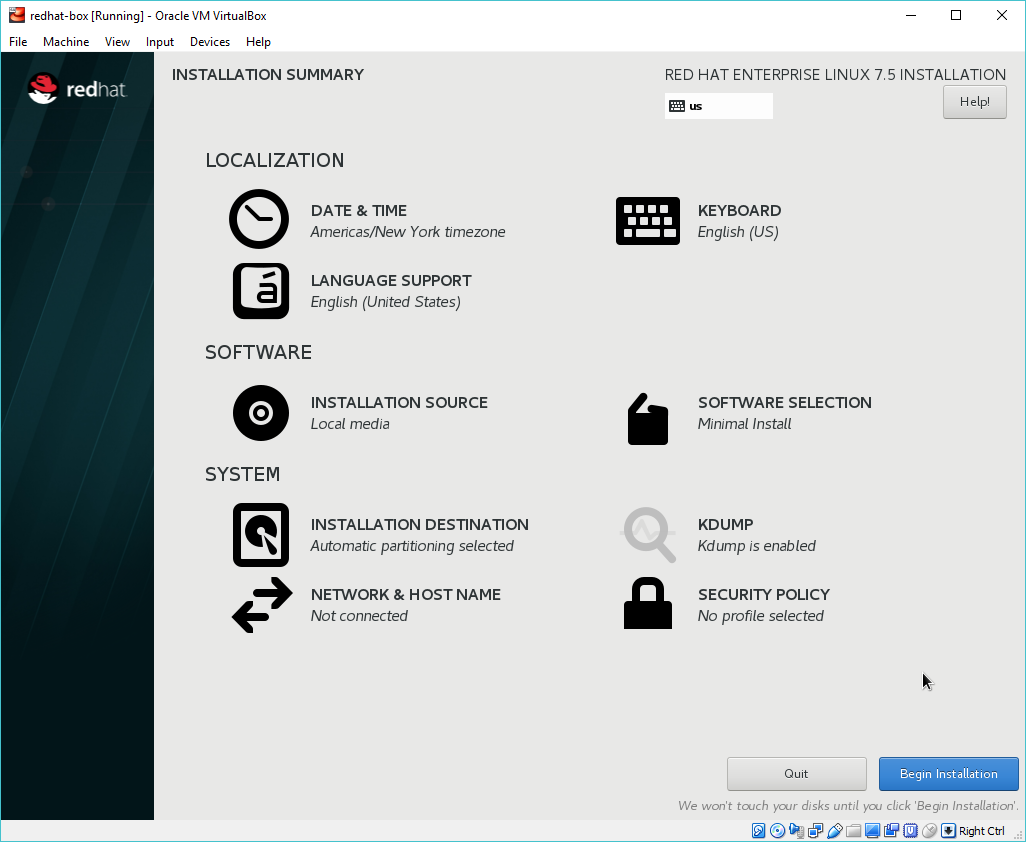 redhat-box [Running] - Oracle VM VirtualBox
File Machine View Input Devices Help
redhat.
INSTALLATION SUMMARY
RED HAT ENTERPRISE LINUX 7.5 INSTALLATION
us
Help!
LOCALIZATION
DATE & TIME
Americas/New York timezone
KEYBOARD
English (US)
LANGUAGE SUPPORT
English (United States)
SOFTWARE
INSTALLATION SOURCE
Local media
SOFTWARE SELECTION
Minimal Install
SYSTEM
INSTALLATION DESTINATION
Automatic partitioning selected
KDUMP
Kdump is enabled
NETWORK & HOST NAME
Not connected
SECURITY POLICY
No profile selected
Quit
Begin Installation
We won't touch your disks until you click 'Begin Installation'.
Right Ctrl